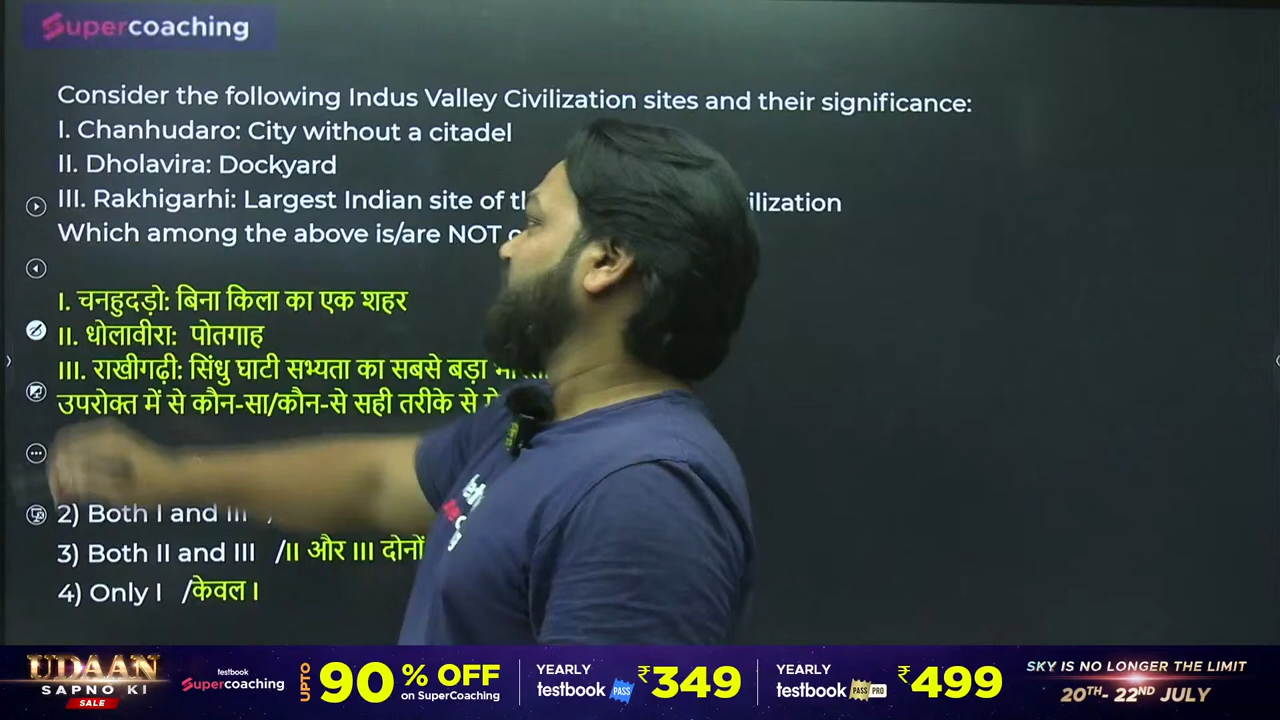 Supercoaching
Consider the following Indus Valley Civilization sites and their significance:
I. Chanhudaro: City without a citadel
II. Dholavira: Dockyard
III. Rakhigarhi: Largest Indian site of
Which among the above is/are NOT
I. चनहुदड़ो: बिना किला का एक शहर
II. धोलावीरा: पोतगाह
III. राखीगढ़ी: सिंधु घाटी सभ्यता का सबसे बड़ा
उपरोक्त में से कौन-सा/कौन-से सही तरीके से
2) Both I and III
3) Both II and III /II और III दोनों
4) Only I /केवल I
UDAAN
SAPNO KI
SALE
testbook
Supercoaching
UPTO 90 % OFF
on SuperCoaching
YEARLY
testbook PASS
₹349
YEARLY
testbook PASS PRO
₹499
SKY IS NO LONGER THE LIMIT
20TH- 22ND JULY